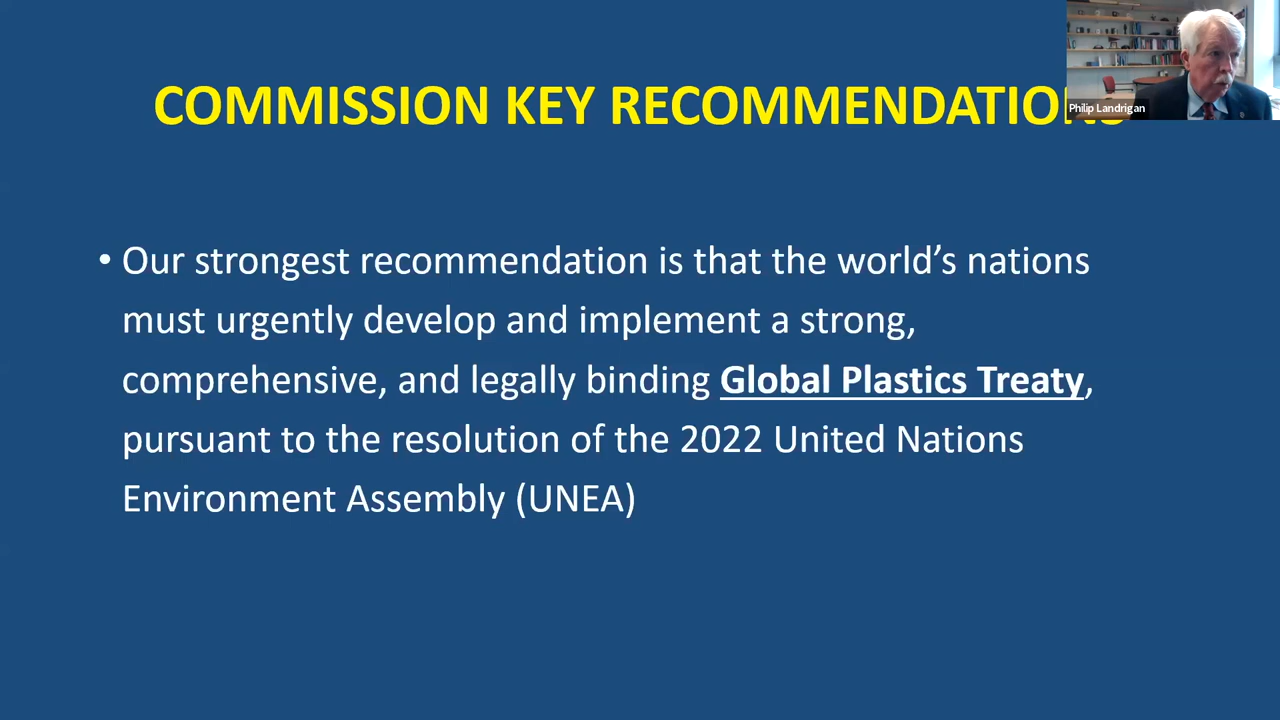 COMMISSION KEY RECOMMENDATIONS
Philip Landrigan
• Our strongest recommendation is that the world’s nations
must urgently develop and implement a strong,
comprehensive, and legally binding Global Plastics Treaty,
pursuant to the resolution of the 2022 United Nations
Environment Assembly (UNEA)